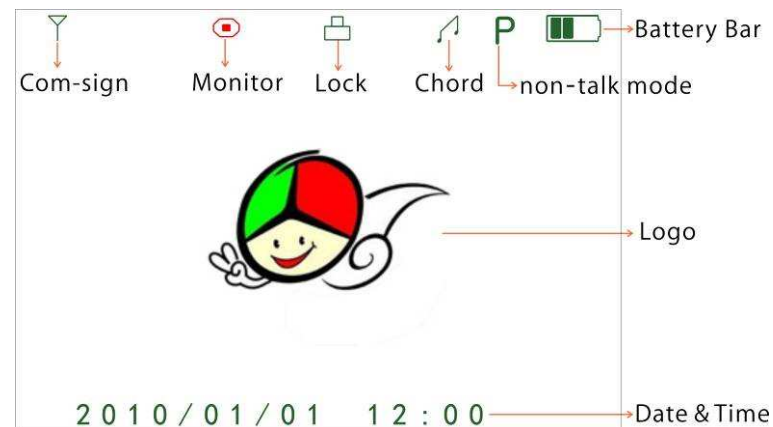 P
Battery Bar
Com-sign Monitor Lock Chord non-talk mode
Logo
2010/01/01 12:00 Date & Time